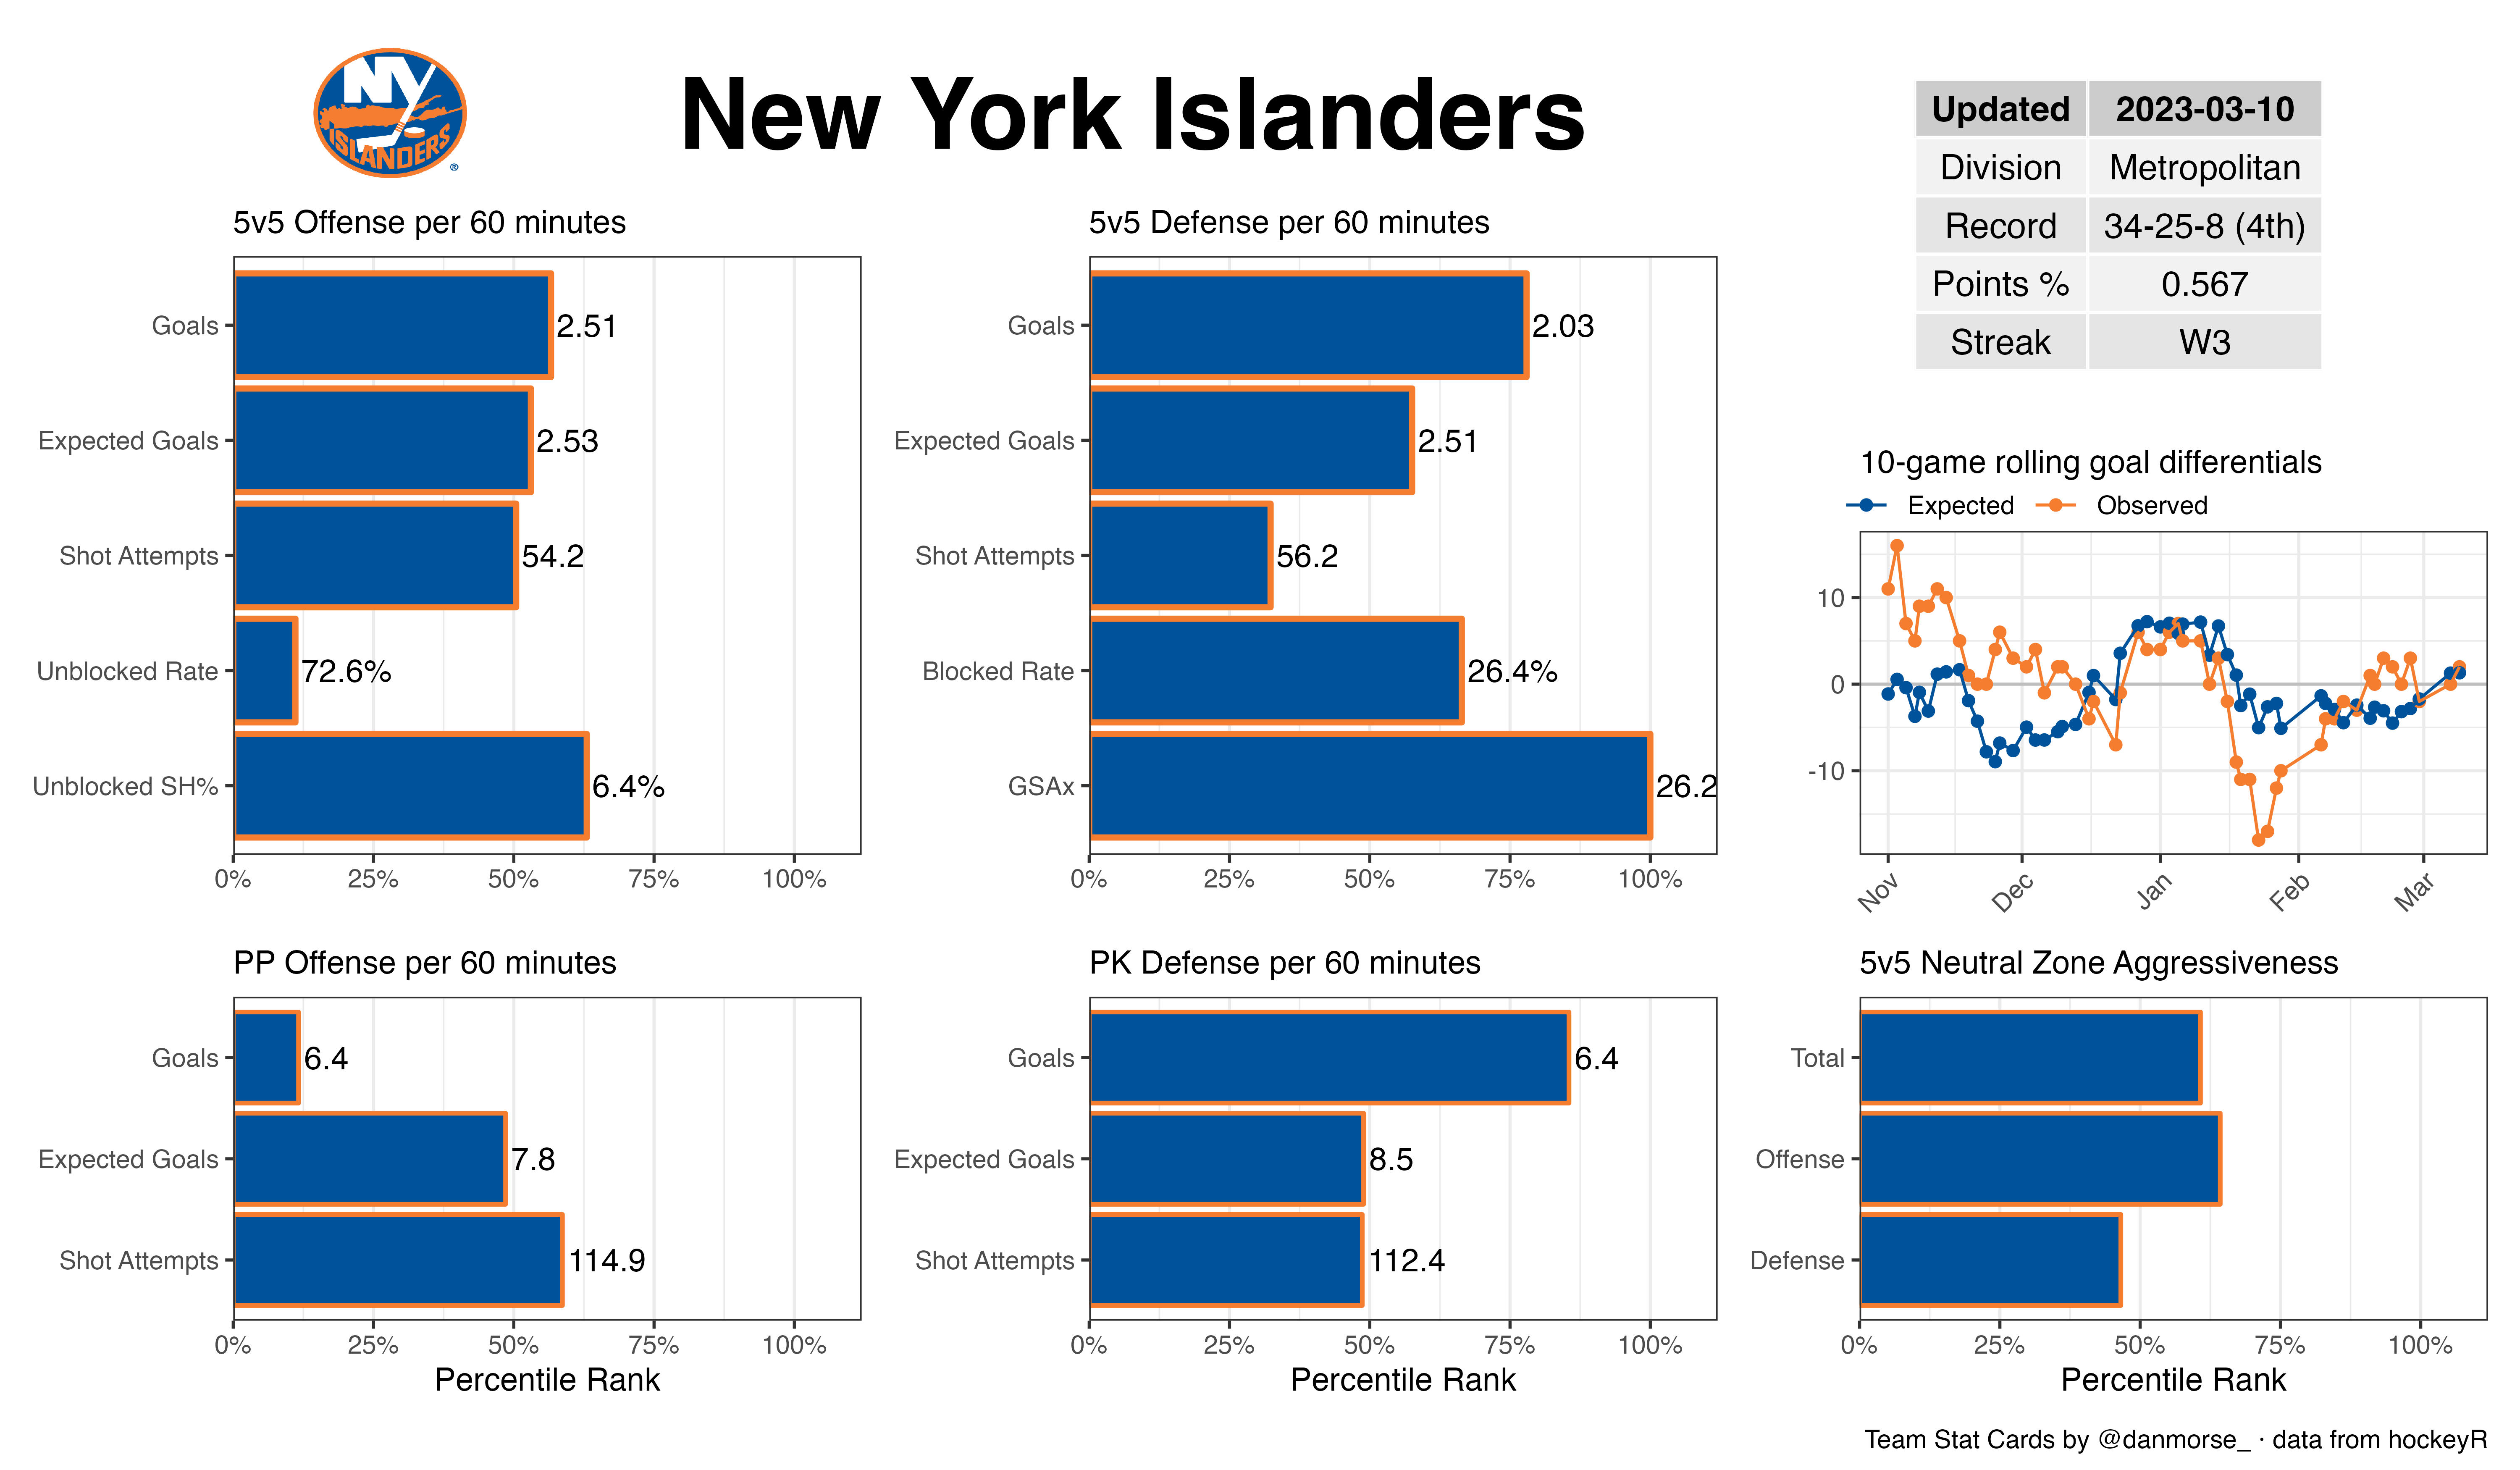 NY
ISLANDERS
®
New York Islanders
Updated 2023-03-10
Division Metropolitan
Record 34-25-8 (4th)
Points % 0.567
Streak W3
5v5 Offense per 60 minutes
Goals 2.51
Expected Goals 2.53
Shot Attempts 54.2
Unblocked Rate 72.6%
Unblocked SH% 6.4%
0% 25% 50% 75% 100%
5v5 Defense per 60 minutes
Goals 2.03
Expected Goals 2.51
Shot Attempts 56.2
Blocked Rate 26.4%
GSAx 26.2
0% 25% 50% 75% 100%
10-game rolling goal differentials
Expected Observed
10
0
-10
Nov Dec Jan Feb Mar
PP Offense per 60 minutes
Goals 6.4
Expected Goals 7.8
Shot Attempts 114.9
0% 25% 50% 75% 100%
Percentile Rank
PK Defense per 60 minutes
Goals 6.4
Expected Goals 8.5
Shot Attempts 112.4
0% 25% 50% 75% 100%
Percentile Rank
5v5 Neutral Zone Aggressiveness
Total
Offense
Defense
0% 25% 50% 75% 100%
Percentile Rank
Team Stat Cards by @danmorse_ · data from hockeyR